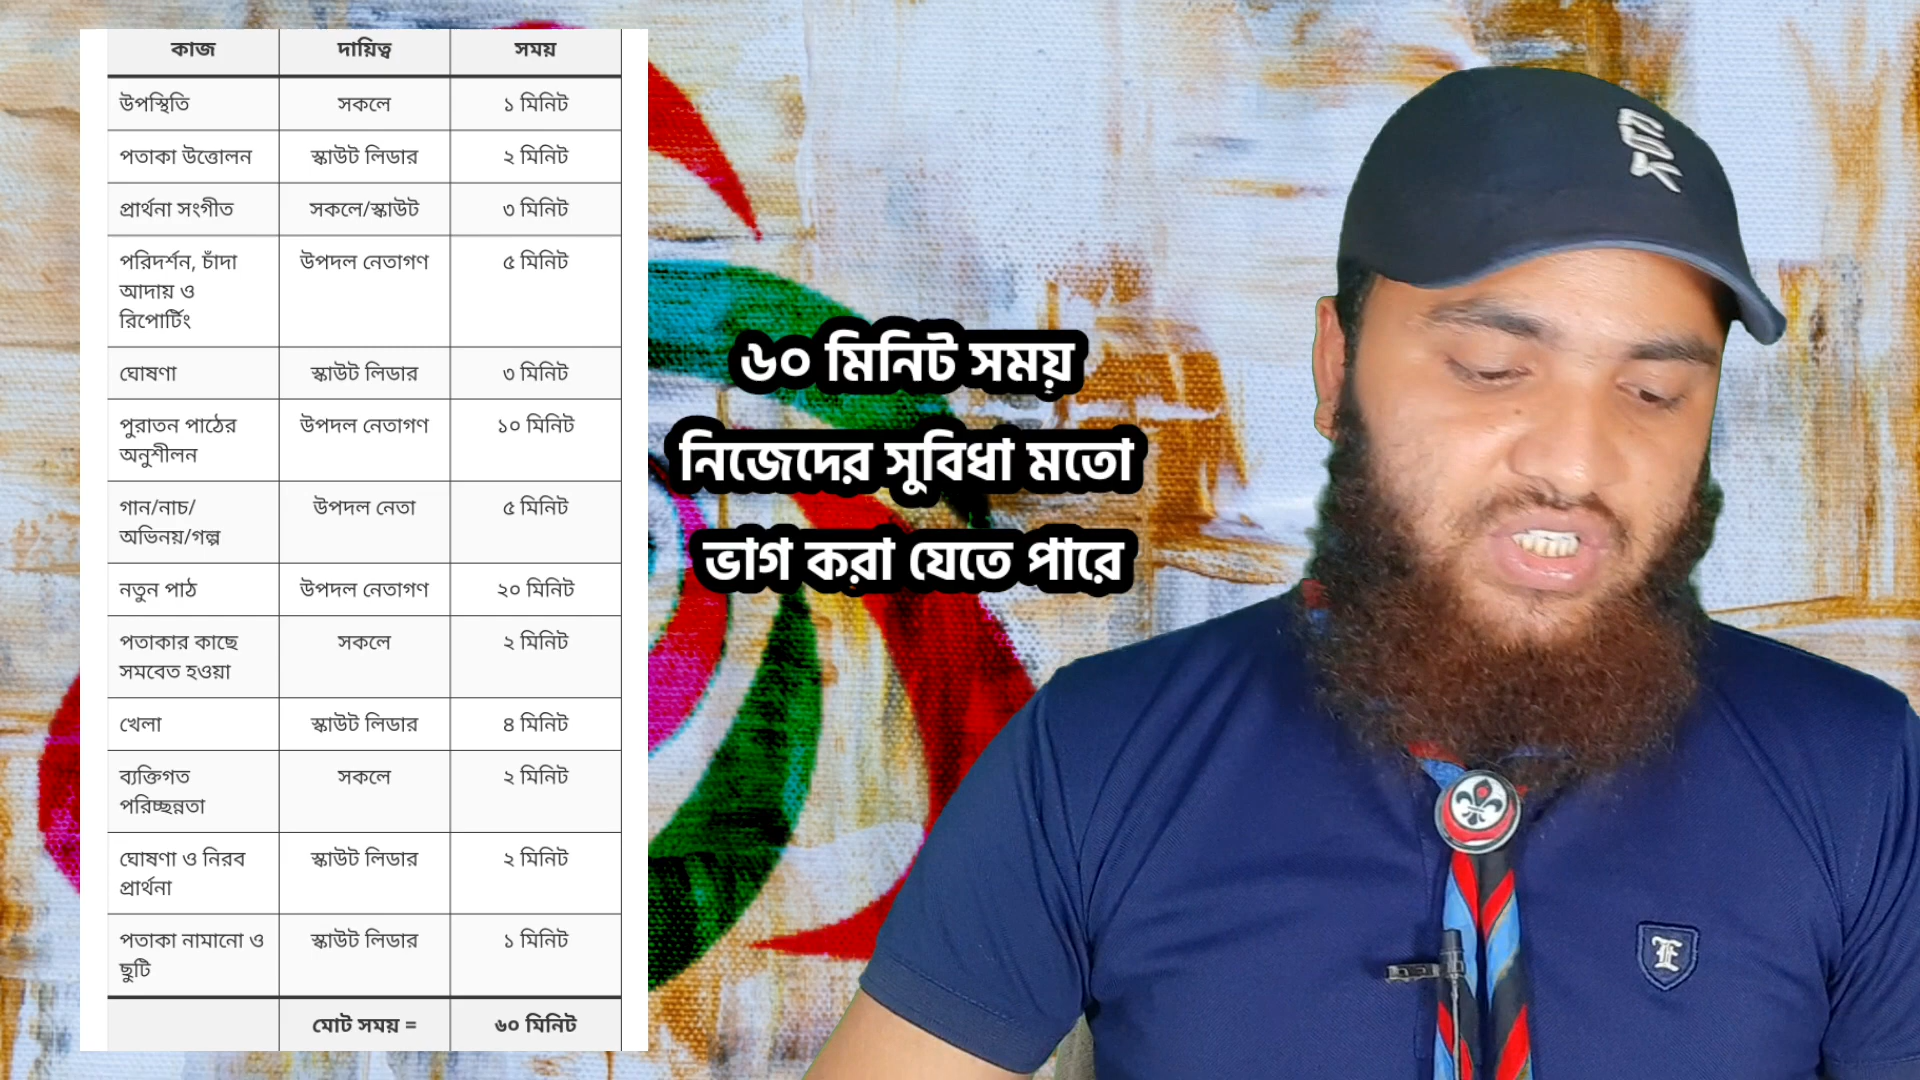 কাজ দায়িত্ব সময়
উপস্থিতি সকলে ১ মিনিট
পতাকা উত্তোলন স্কাউট লিডার ২ মিনিট
প্রার্থনা সংগীত সকলে/স্কাউট ৩ মিনিট
পরিদর্শন, চাঁদা উপদল নেতাগণ ৫ মিনিট
আদায় ও
রিপোর্টিং
ঘোষণা স্কাউট লিডার ৩ মিনিট
পুরাতন পাঠের উপদল নেতাগণ ১০ মিনিট
অনুশীলন
গান/নাচ/ উপদল নেতা ৫ মিনিট
অভিনয়/গল্প
নতুন পাঠ উপদল নেতাগণ ২০ মিনিট
পতাকার কাছে সকলে ২ মিনিট
সমবেত হওয়া
খেলা স্কাউট লিডার ৪ মিনিট
ব্যক্তিগত সকলে ২ মিনিট
পরিচ্ছন্নতা
ঘোষণা ও নিরব স্কাউট লিডার ২ মিনিট
প্রার্থনা
পতাকা নামানো ও স্কাউট লিডার ১ মিনিট
ছুটি
মোট সময় = ৬০ মিনিট
৬০ মিনিট সময়
নিজেদের সুবিধা মতো
ভাগ করা যেতে পারে